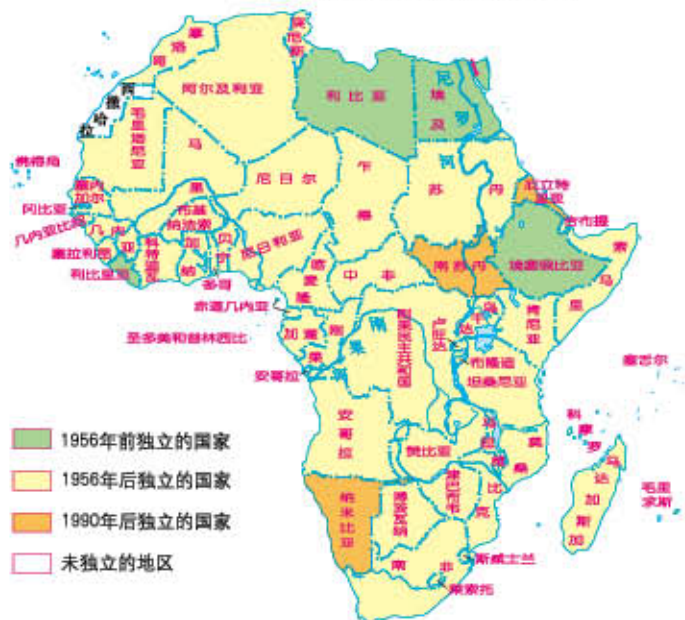 突尼斯
摩洛哥
阿尔及利亚
利比亚
埃及
尼罗河
西撒哈拉
毛里塔尼亚
马里
尼日尔
乍得
苏丹
厄立特里亚
佛得角
塞内加尔
冈比亚
几内亚比绍
几内亚
塞拉利昂
利比里亚
科特迪瓦
布基
纳法索
加纳
多哥
贝宁
尼日利亚
喀麦隆
中非
南苏丹
埃塞俄比亚
吉布提
索马里
赤道几内亚
圣多美和普林西比
加蓬
刚果
刚果河
刚果民主共和国
乌干达
卢旺达
肯尼亚
布隆迪
坦桑尼亚
塞舌尔
安哥拉
安哥拉
赞比亚
马拉维
莫桑比克
科摩罗
马达加斯加
毛里
求斯
津巴布韦
博茨瓦纳
纳米比亚
南非
斯威士兰
莱索托
1956年前独立的国家
1956年后独立的国家
1990年后独立的国家
未独立的地区